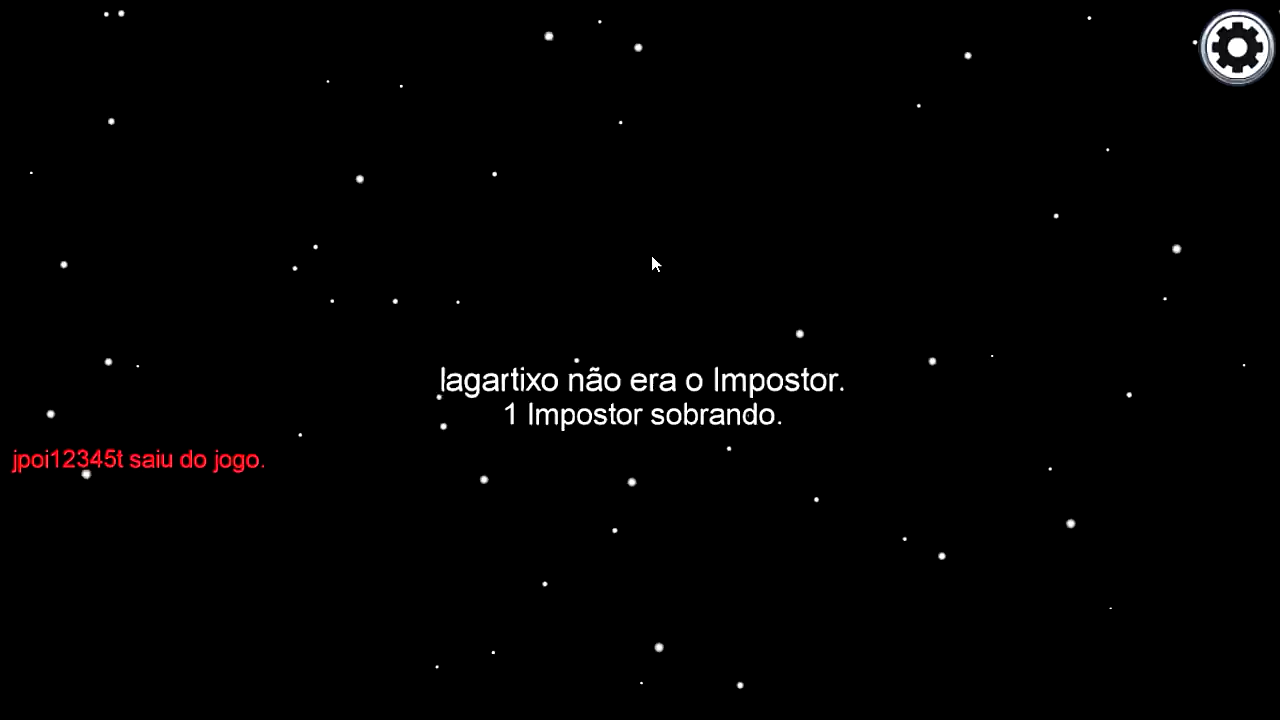 lagartixo não era o Impostor.
1 Impostor sobrando.
jpoi12345t saiu do jogo.